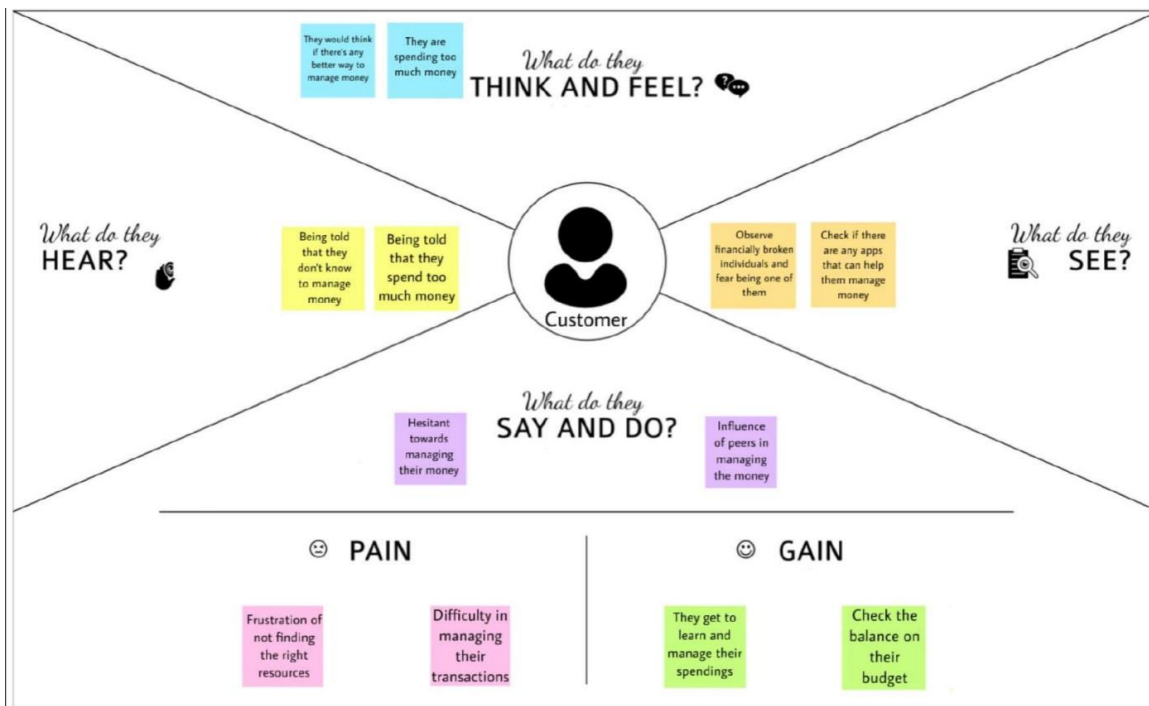 They would think
if there's any
better way to
manage money
They are
spending too
much money
What do they
THINK AND FEEL?
What do they
HEAR?
Being told
that they
don't know
to manage
money
Being told
that they
spend too
much money
Customer
Observe
financially broken
individuals and
fear being one of
them
Check if there
are any apps
that can help
them manage
money
What do they
SEE?
What do they
SAY AND DO?
Hesitant
towards
managing
their money
Influence
of peers in
managing
the money
PAIN
Frustration of
not finding
the right
resources
Difficulty in
managing
their
transactions
GAIN
They get to
learn and
manage their
spendings
Check the
balance on
their
budget